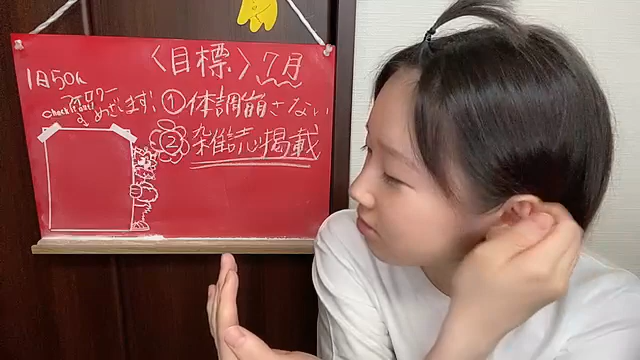 〈目標〉7月
1日50人
フォロワー
めざします!
Check it out!
①体調崩さない
②雑誌掲載